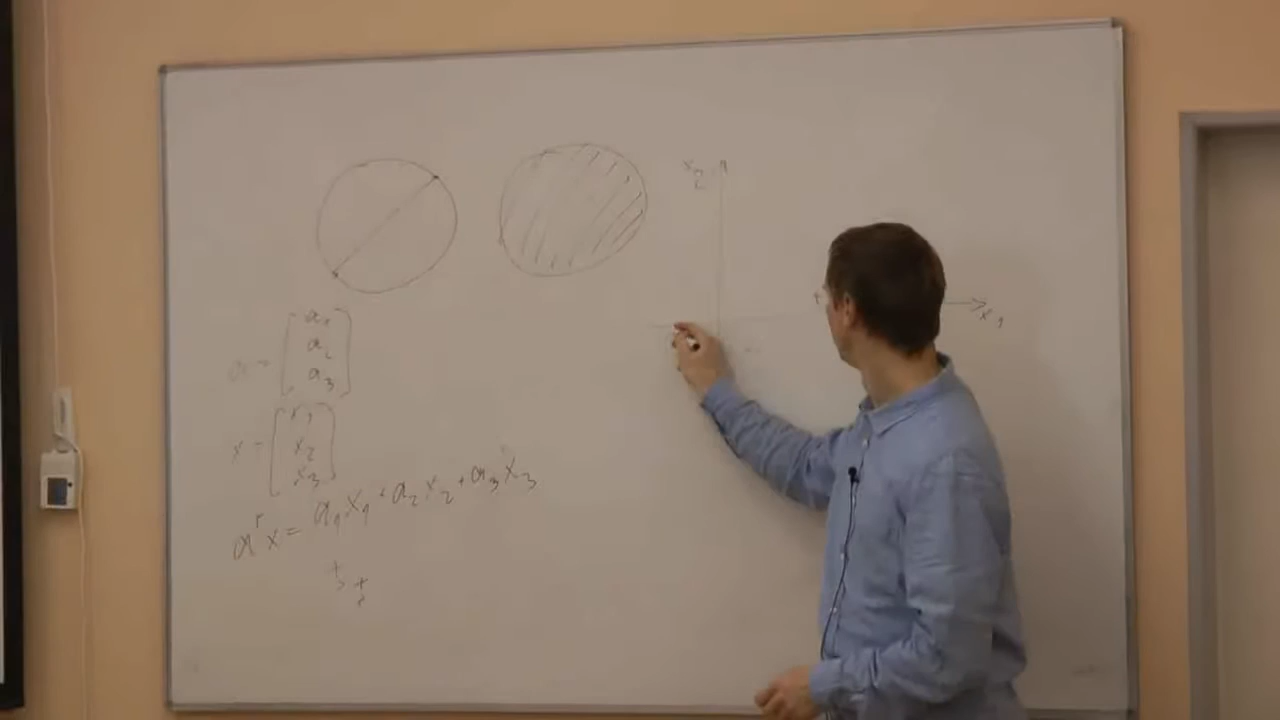 x₂
x₁
a = [a₁
a₂
a₃]
x = [x₁
x₂
x₃]
aᵀx = a₁x₁ + a₂x₂ + a₃x₃